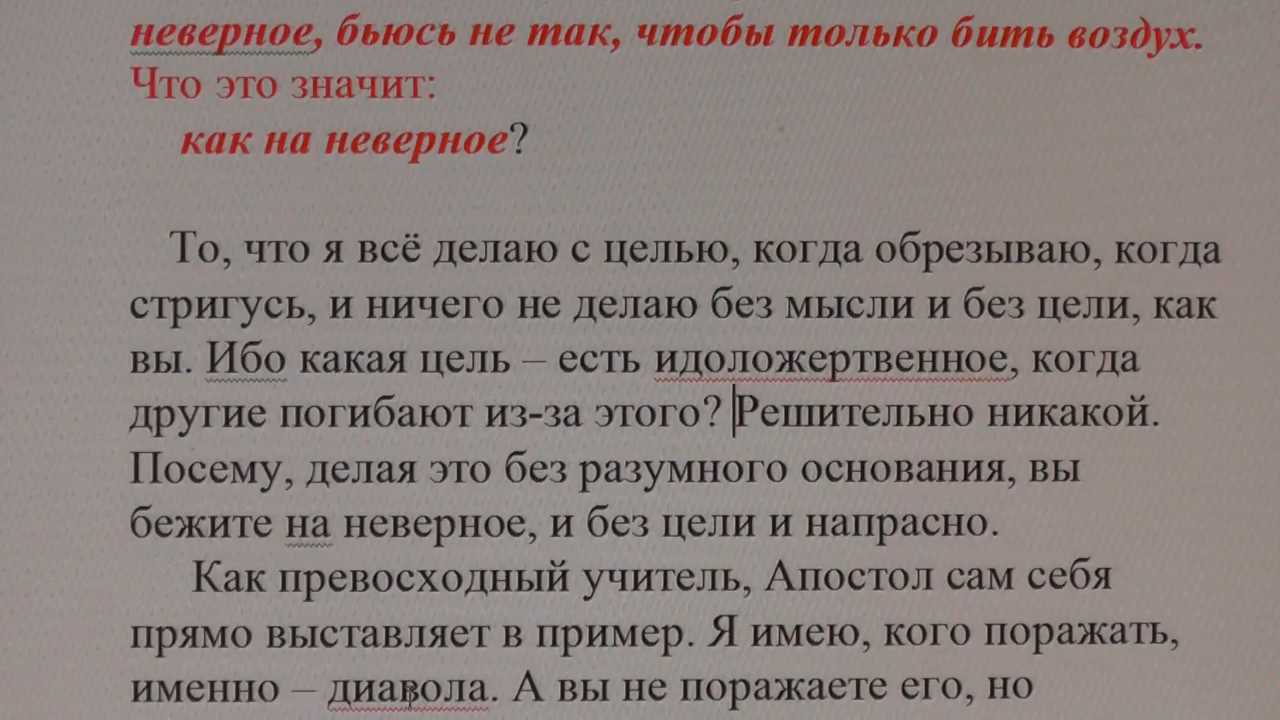 неверное, бьюсь не так, чтобы только бить воздух.
Что это значит:
как на неверное?
То, что я всё делаю с целью, когда обрезываю, когда
стригусь, и ничего не делаю без мысли и без цели, как
вы. Ибо какая цель – есть идоложертвенное, когда
другие погибают из-за этого? Решительно никакой.
Посему, делая это без разумного основания, вы
бежите на неверное, и без цели и напрасно.
Как превосходный учитель, Апостол сам себя
прямо выставляет в пример. Я имею, кого поражать,
именно – диавола. А вы не поражаете его, но